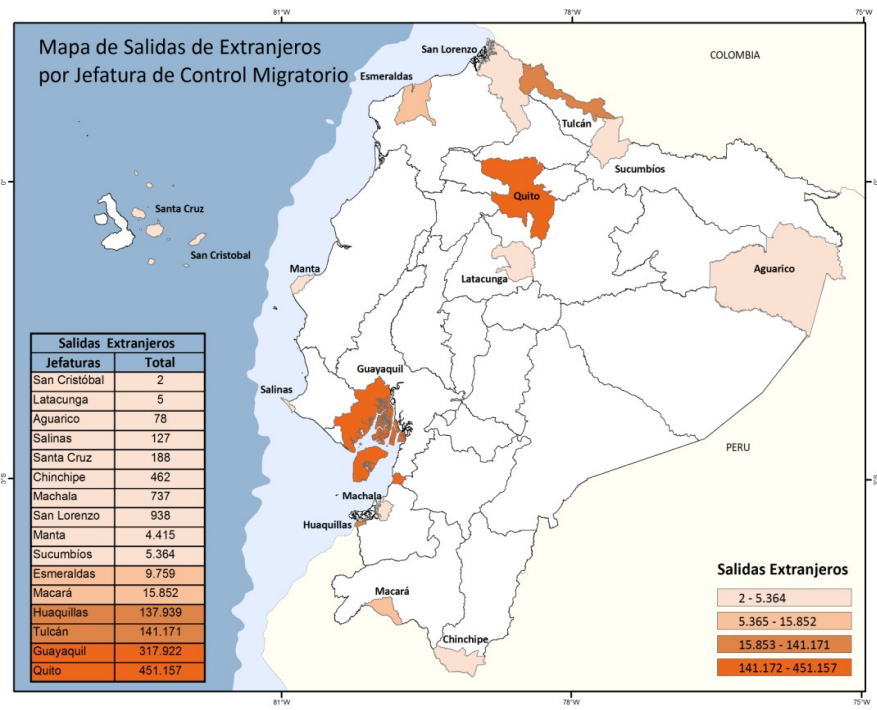 81°W
78°W
75°W
Mapa de Salidas de Extranjeros
por Jefatura de Control Migratorio
San Lorenzo
COLOMBIA
Esmeraldas
Tulcán
Sucumbíos
0°
0°
Quito
Santa Cruz
San Cristobal
Manta
Latacunga
Aguarico
Salidas Extranjeros
Jefaturas Total
San Cristóbal 2
Latacunga 5
Aguarico 78
Salinas 127
Santa Cruz 188
Chinchipe 462
Machala 737
San Lorenzo 938
Manta 4.415
Sucumbíos 5.364
Esmeraldas 9.759
Macará 15.852
Huaquillas 137.939
Tulcán 141.171
Guayaquil 317.922
Quito 451.157
Guayaquil
Salinas
PERU
3°S
3°S
Machala
Huaquillas
Macará
Chinchipe
Salidas Extranjeros
2 - 5.364
5.365 - 15.852
15.853 - 141.171
141.172 - 451.157
81°W
78°W
75°W